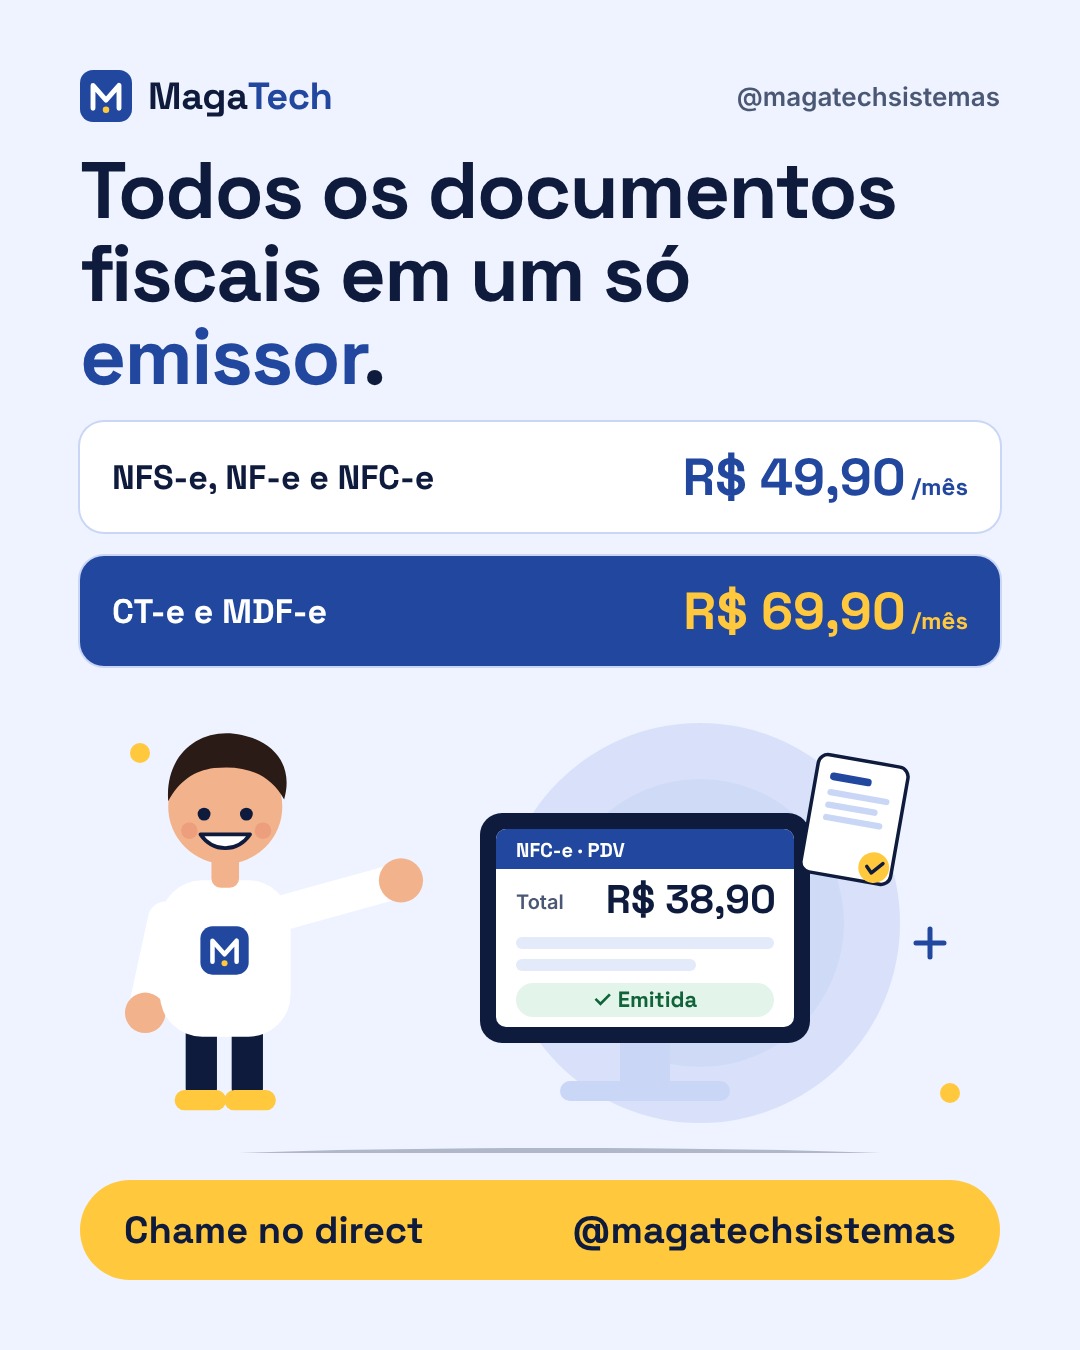 MagaTech
@magatechsistemas
Todos os documentos
fiscais em um só
emissor.
NFS-e, NF-e e NFC-e
R$ 49,90 /mês
CT-e e MDF-e
R$ 69,90 /mês
NFC-e · PDV
Total R$ 38,90
✓ Emitida
Chame no direct
@magatechsistemas